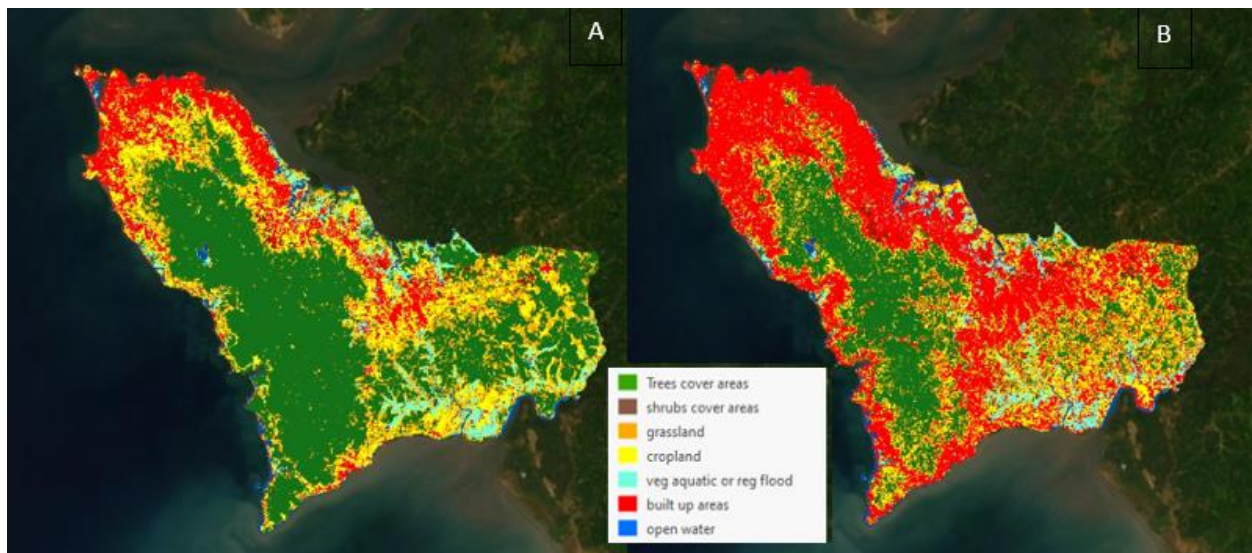 A
B
Trees cover areas
shrubs cover areas
grassland
cropland
veg aquatic or reg flood
built up areas
open water